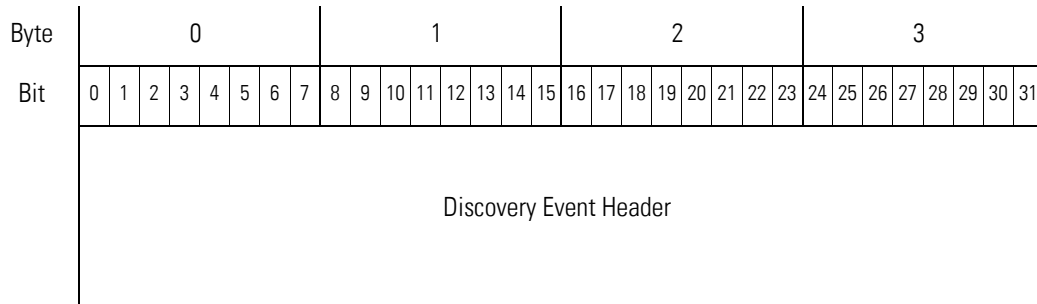 Byte 0 1 2 3
Bit 0 1 2 3 4 5 6 7 8 9 10 11 12 13 14 15 16 17 18 19 20 21 22 23 24 25 26 27 28 29 30 31
Discovery Event Header